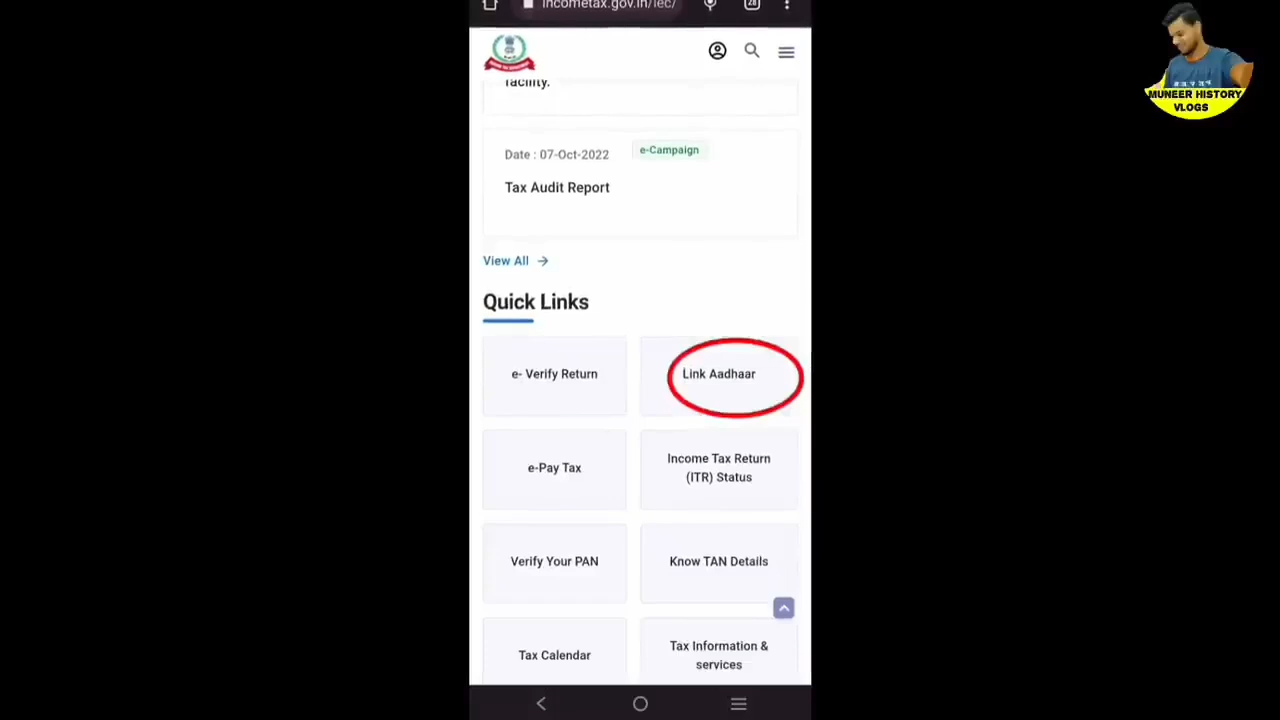 incometax.gov.in/iec/
28
facility.
Date : 07-Oct-2022
e-Campaign
Tax Audit Report
View All
Quick Links
e- Verify Return
Link Aadhaar
e-Pay Tax
Income Tax Return
(ITR) Status
Verify Your PAN
Know TAN Details
Tax Calendar
Tax Information &
services
MUNEER HISTORY
VLOGS